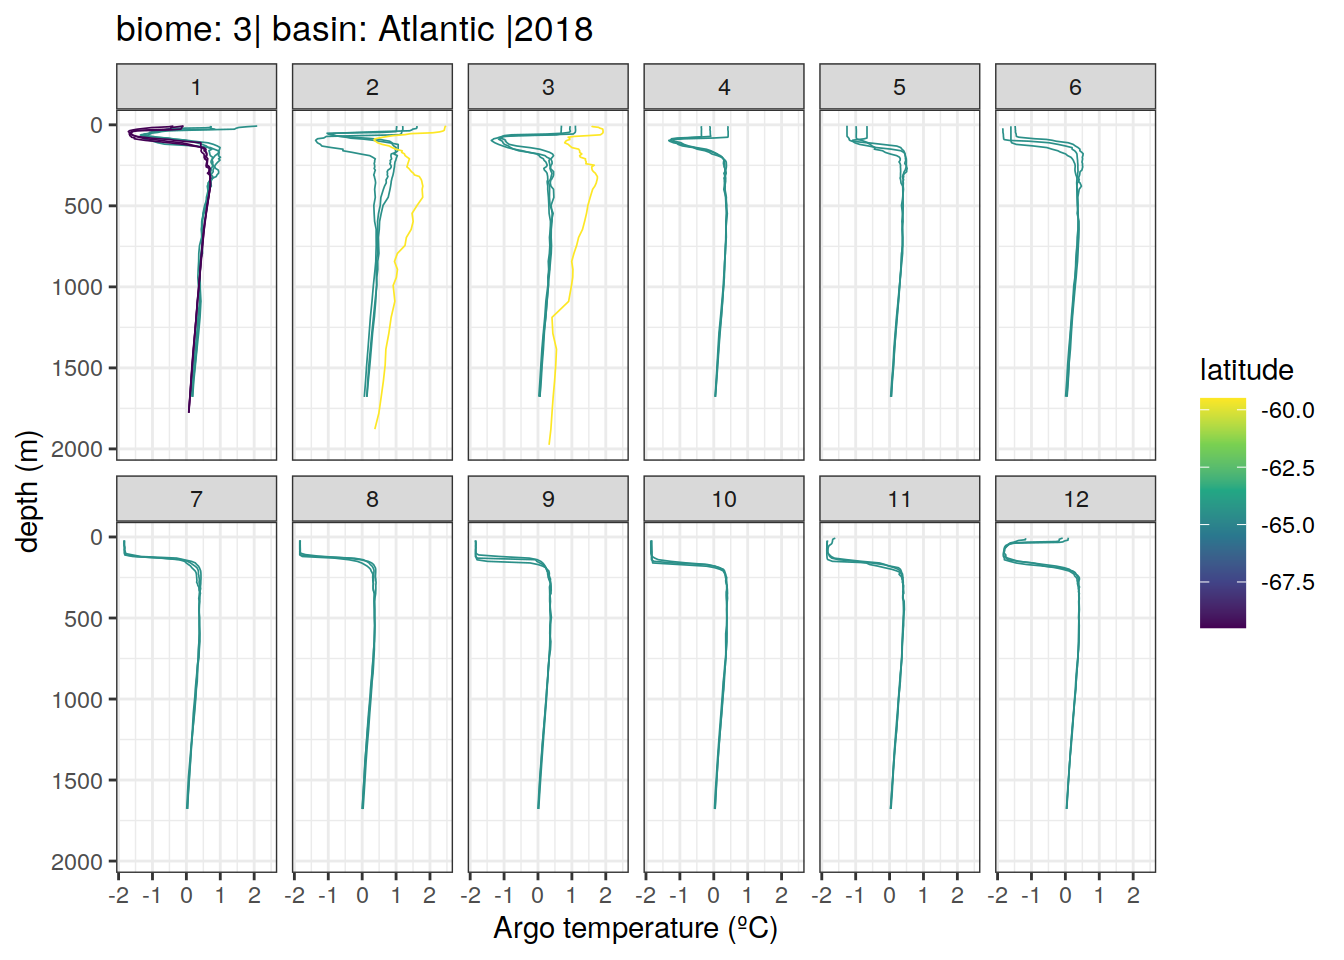 biome: 3| basin: Atlantic |2018
1 2 3 4 5 6
0
500
1000
1500
2000
7 8 9 10 11 12
0
500
1000
1500
2000
-2 -1 0 1 2 -2 -1 0 1 2 -2 -1 0 1 2 -2 -1 0 1 2 -2 -1 0 1 2 -2 -1 0 1 2
Argo temperature (ºC)
depth (m)
latitude
-60.0
-62.5
-65.0
-67.5